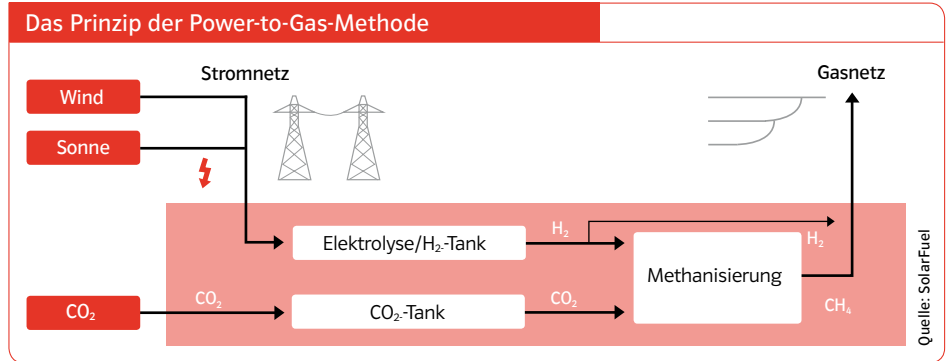 Das Prinzip der Power-to-Gas-Methode
Stromnetz
Gasnetz
Wind
Sonne
Elektrolyse/H₂-Tank
H₂
H₂
Methanisierung
CO₂
CO₂
CO₂-Tank
CO₂
CH₄
Quelle: SolarFuel